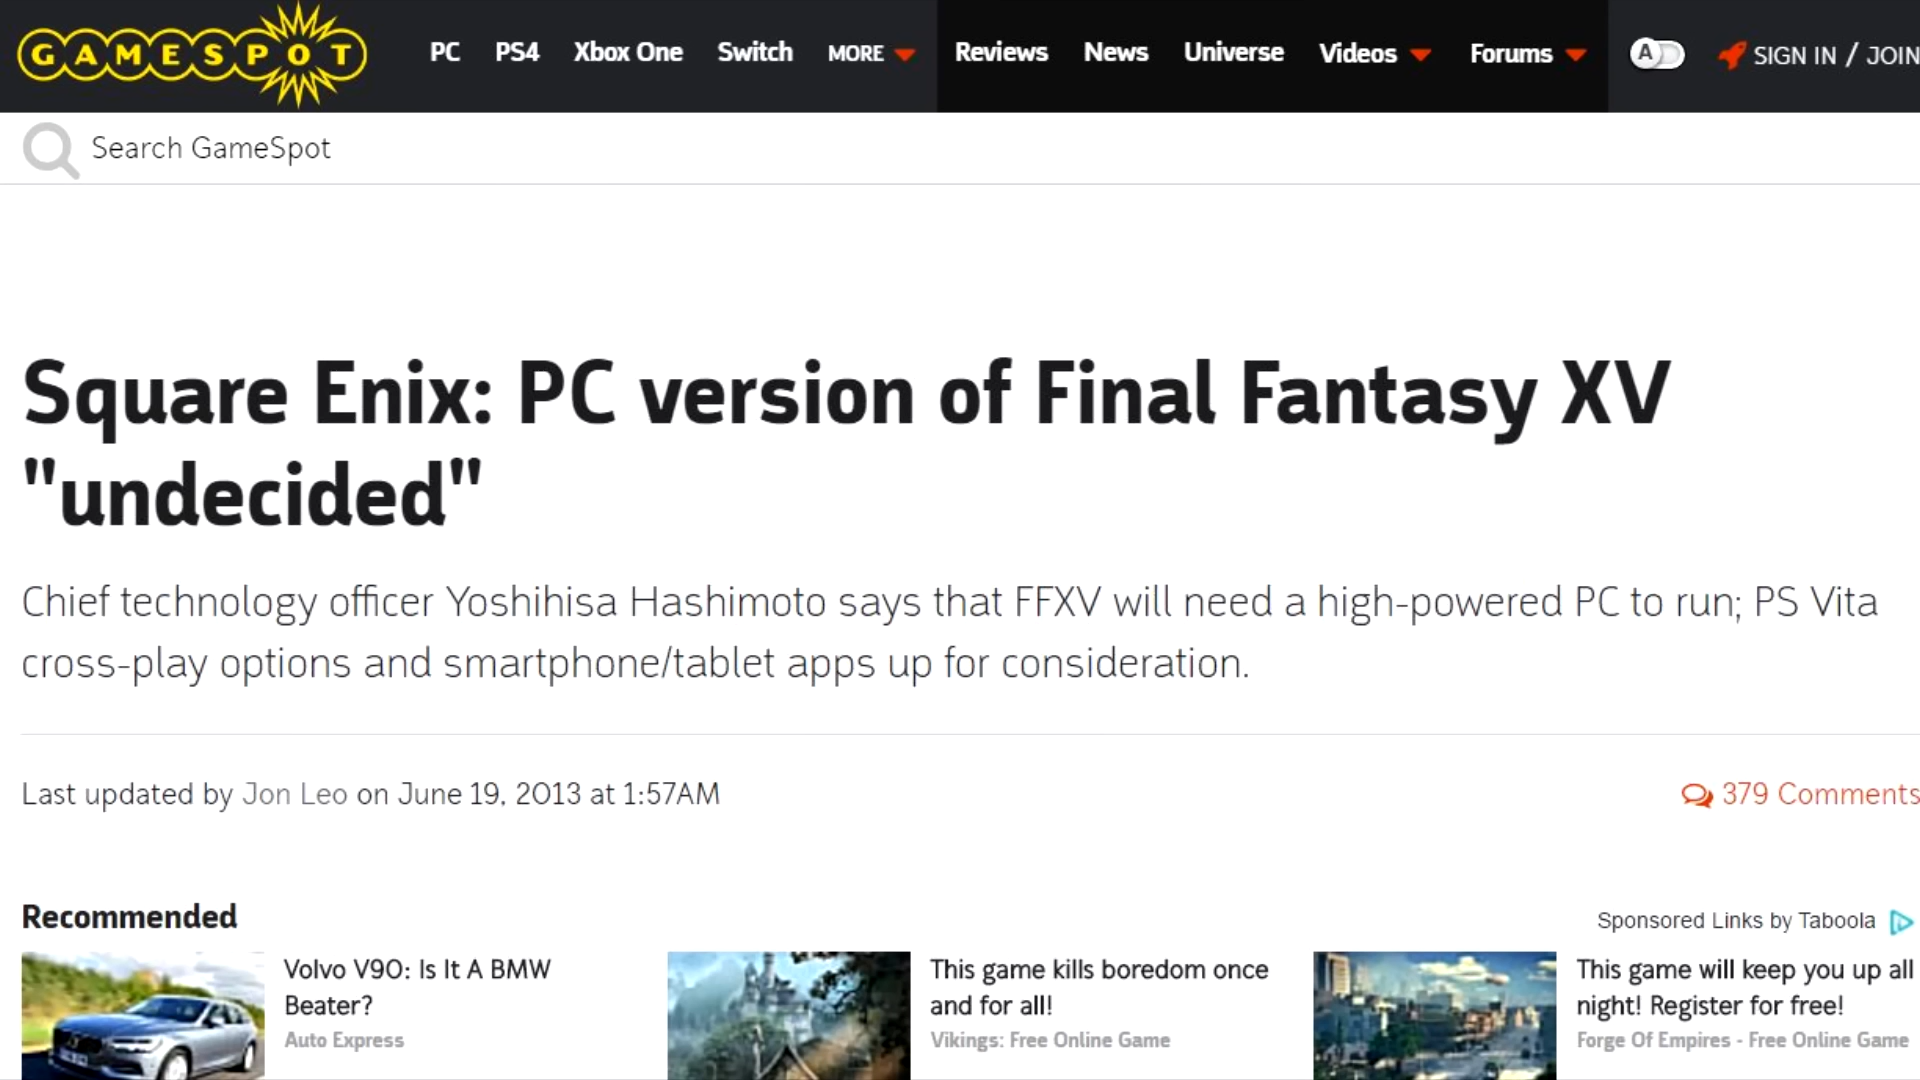 GAMESPOT PC PS4 Xbox One Switch MORE Reviews News Universe Videos Forums A SIGN IN / JOIN
Search GameSpot
Square Enix: PC version of Final Fantasy XV
"undecided"
Chief technology officer Yoshihisa Hashimoto says that FFXV will need a high-powered PC to run; PS Vita
cross-play options and smartphone/tablet apps up for consideration.
Last updated by Jon Leo on June 19, 2013 at 1:57AM
379 Comments
Recommended
Sponsored Links by Taboola
Volvo V90: Is It A BMW
Beater?
Auto Express
This game kills boredom once
and for all!
Vikings: Free Online Game
This game will keep you up all
night! Register for free!
Forge Of Empires - Free Online Game